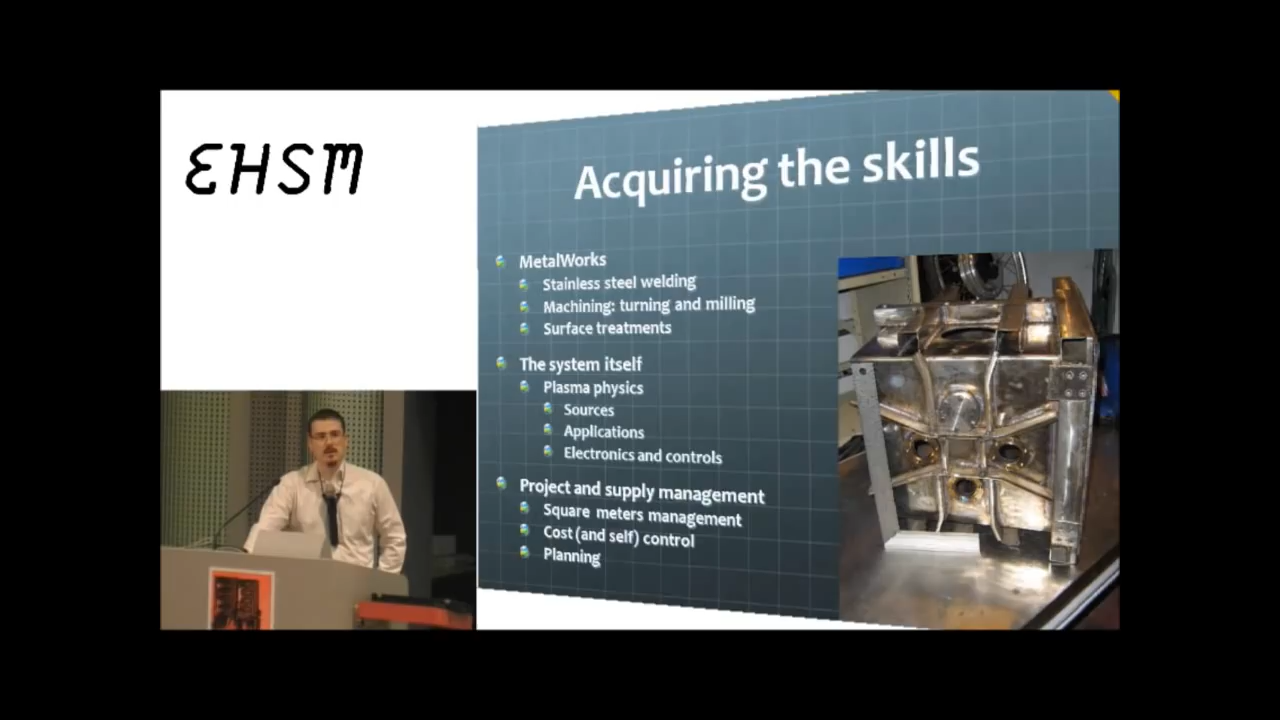 EHSM
Acquiring the skills
MetalWorks
Stainless steel welding
Machining: turning and milling
Surface treatments
The system itself
Plasma physics
Sources
Applications
Electronics and controls
Project and supply management
Square meters management
Cost (and self) control
Planning